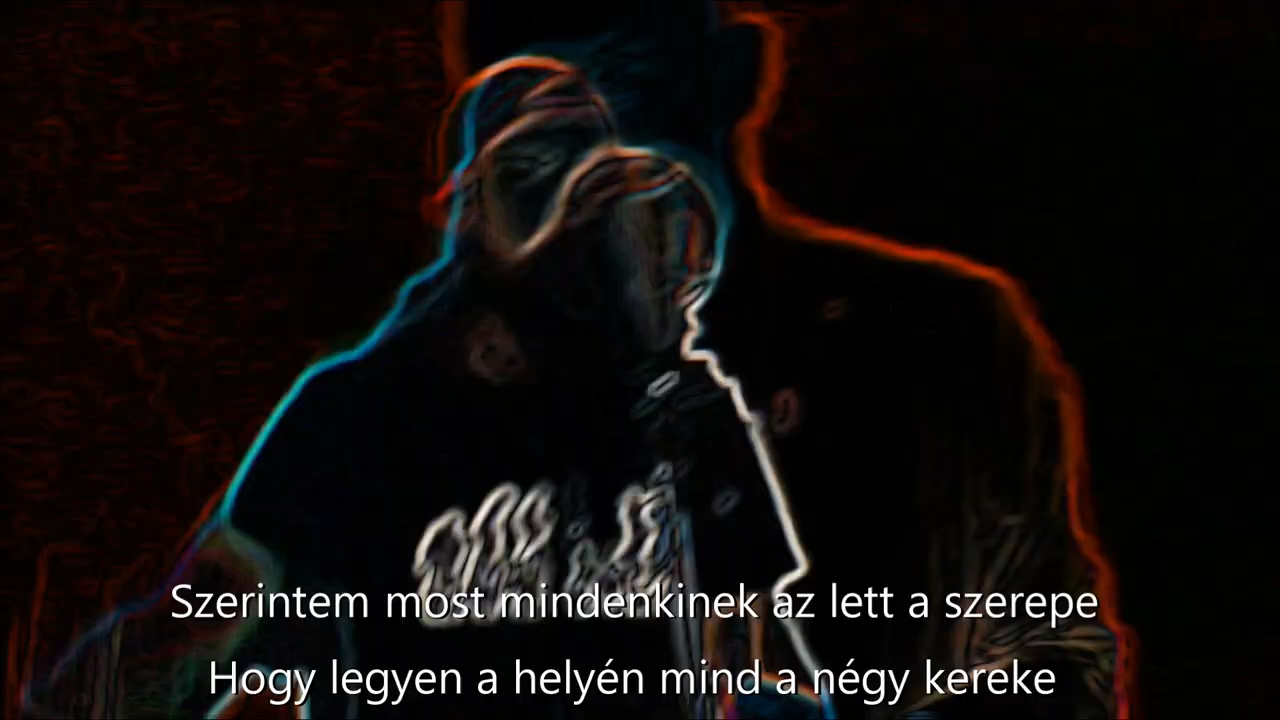 Szerintem most mindenkinek az lett a szerepe
Hogy legyen a helyén mind a négy kereke